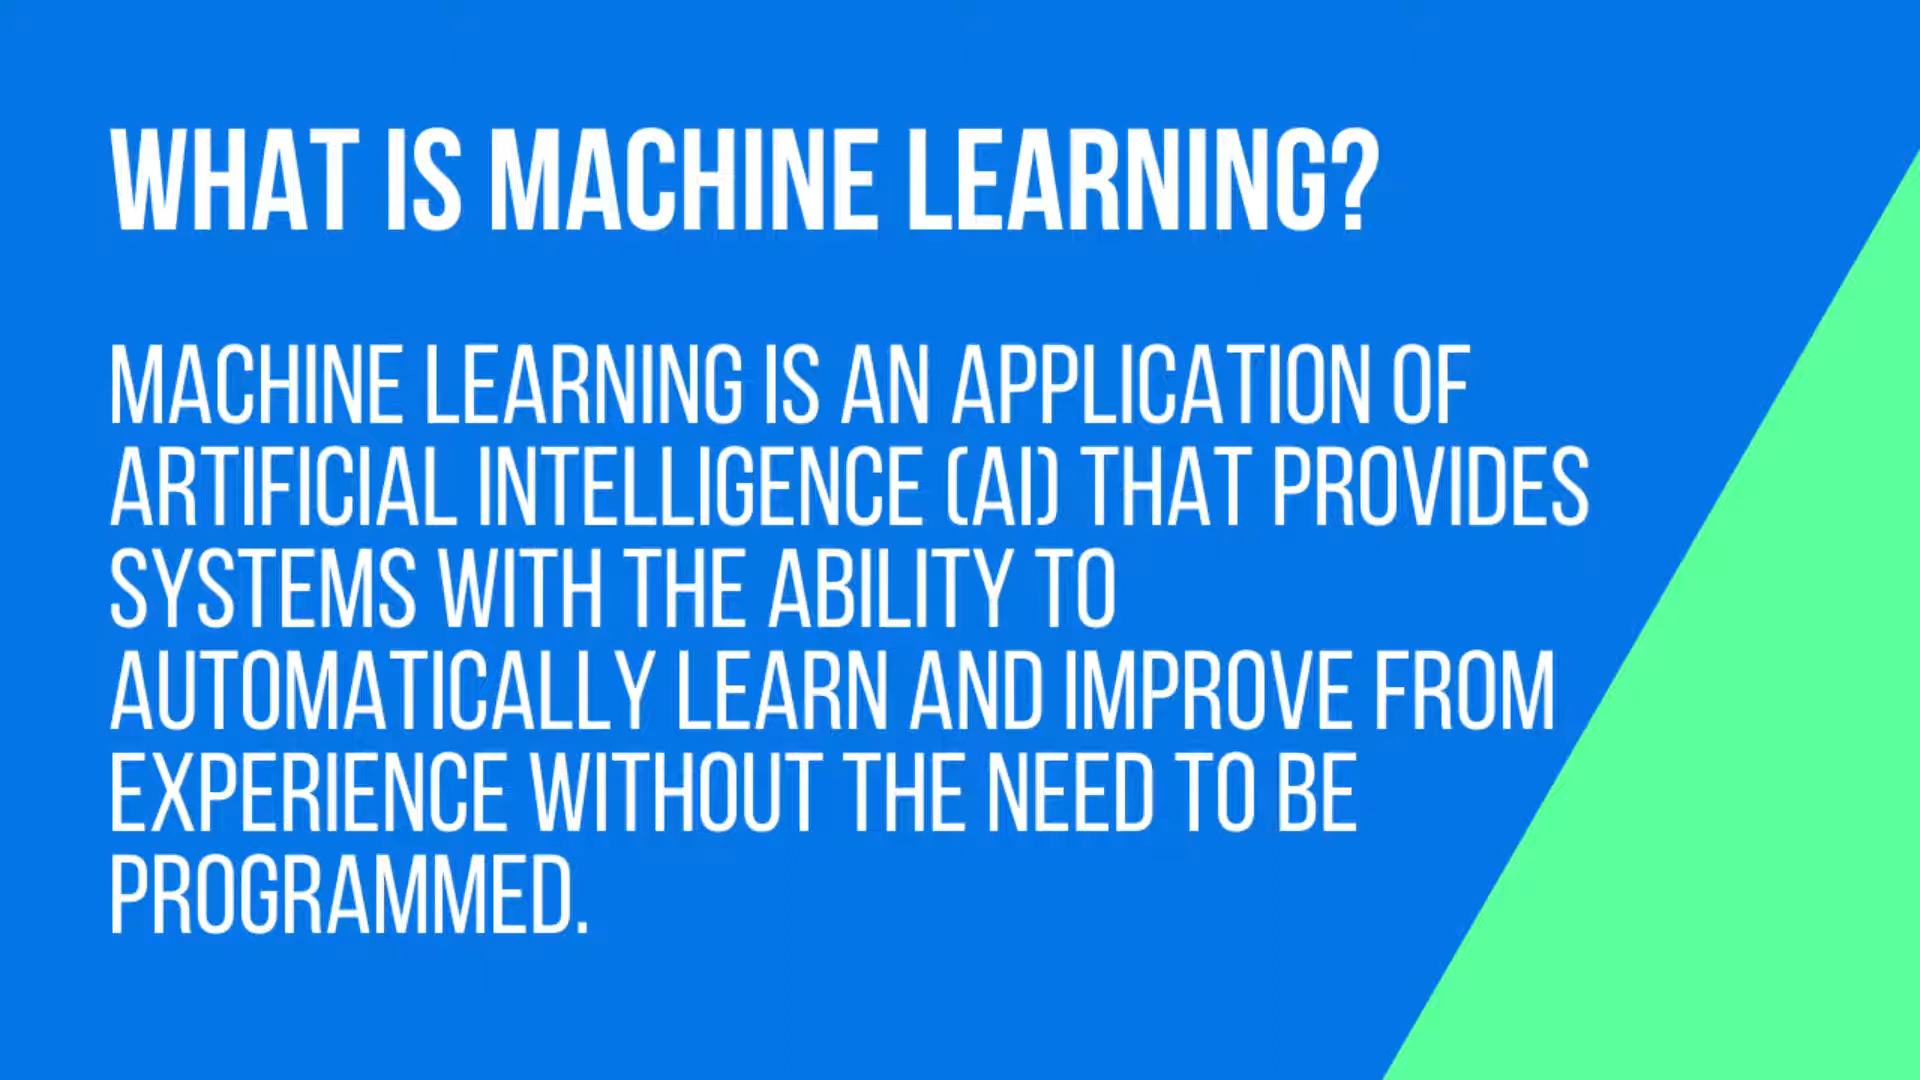 WHAT IS MACHINE LEARNING?
MACHINE LEARNING IS AN APPLICATION OF
ARTIFICIAL INTELLIGENCE (AI) THAT PROVIDES
SYSTEMS WITH THE ABILITY TO
AUTOMATICALLY LEARN AND IMPROVE FROM
EXPERIENCE WITHOUT THE NEED TO BE
PROGRAMMED.